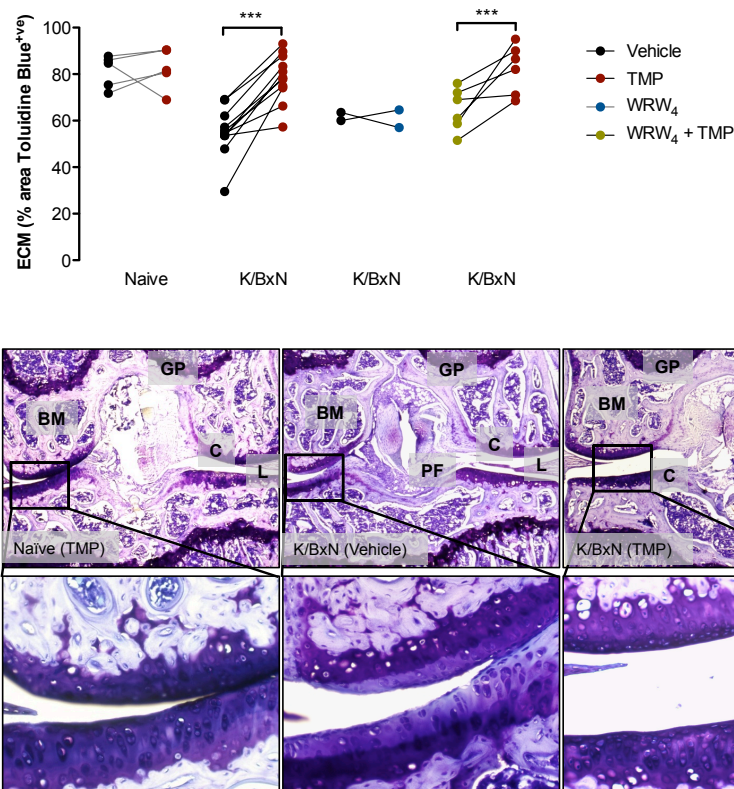 ECM (% area Toluidine Blue+ve)
100
80
60
40
20
0
***
***
Vehicle
TMP
WRW4
WRW4 + TMP
Naive
K/BxN
K/BxN
K/BxN
GP
BM
C
L
Naïve (TMP)
GP
BM
C
L
PF
K/BxN (Vehicle)
GP
BM
C
K/BxN (TMP)